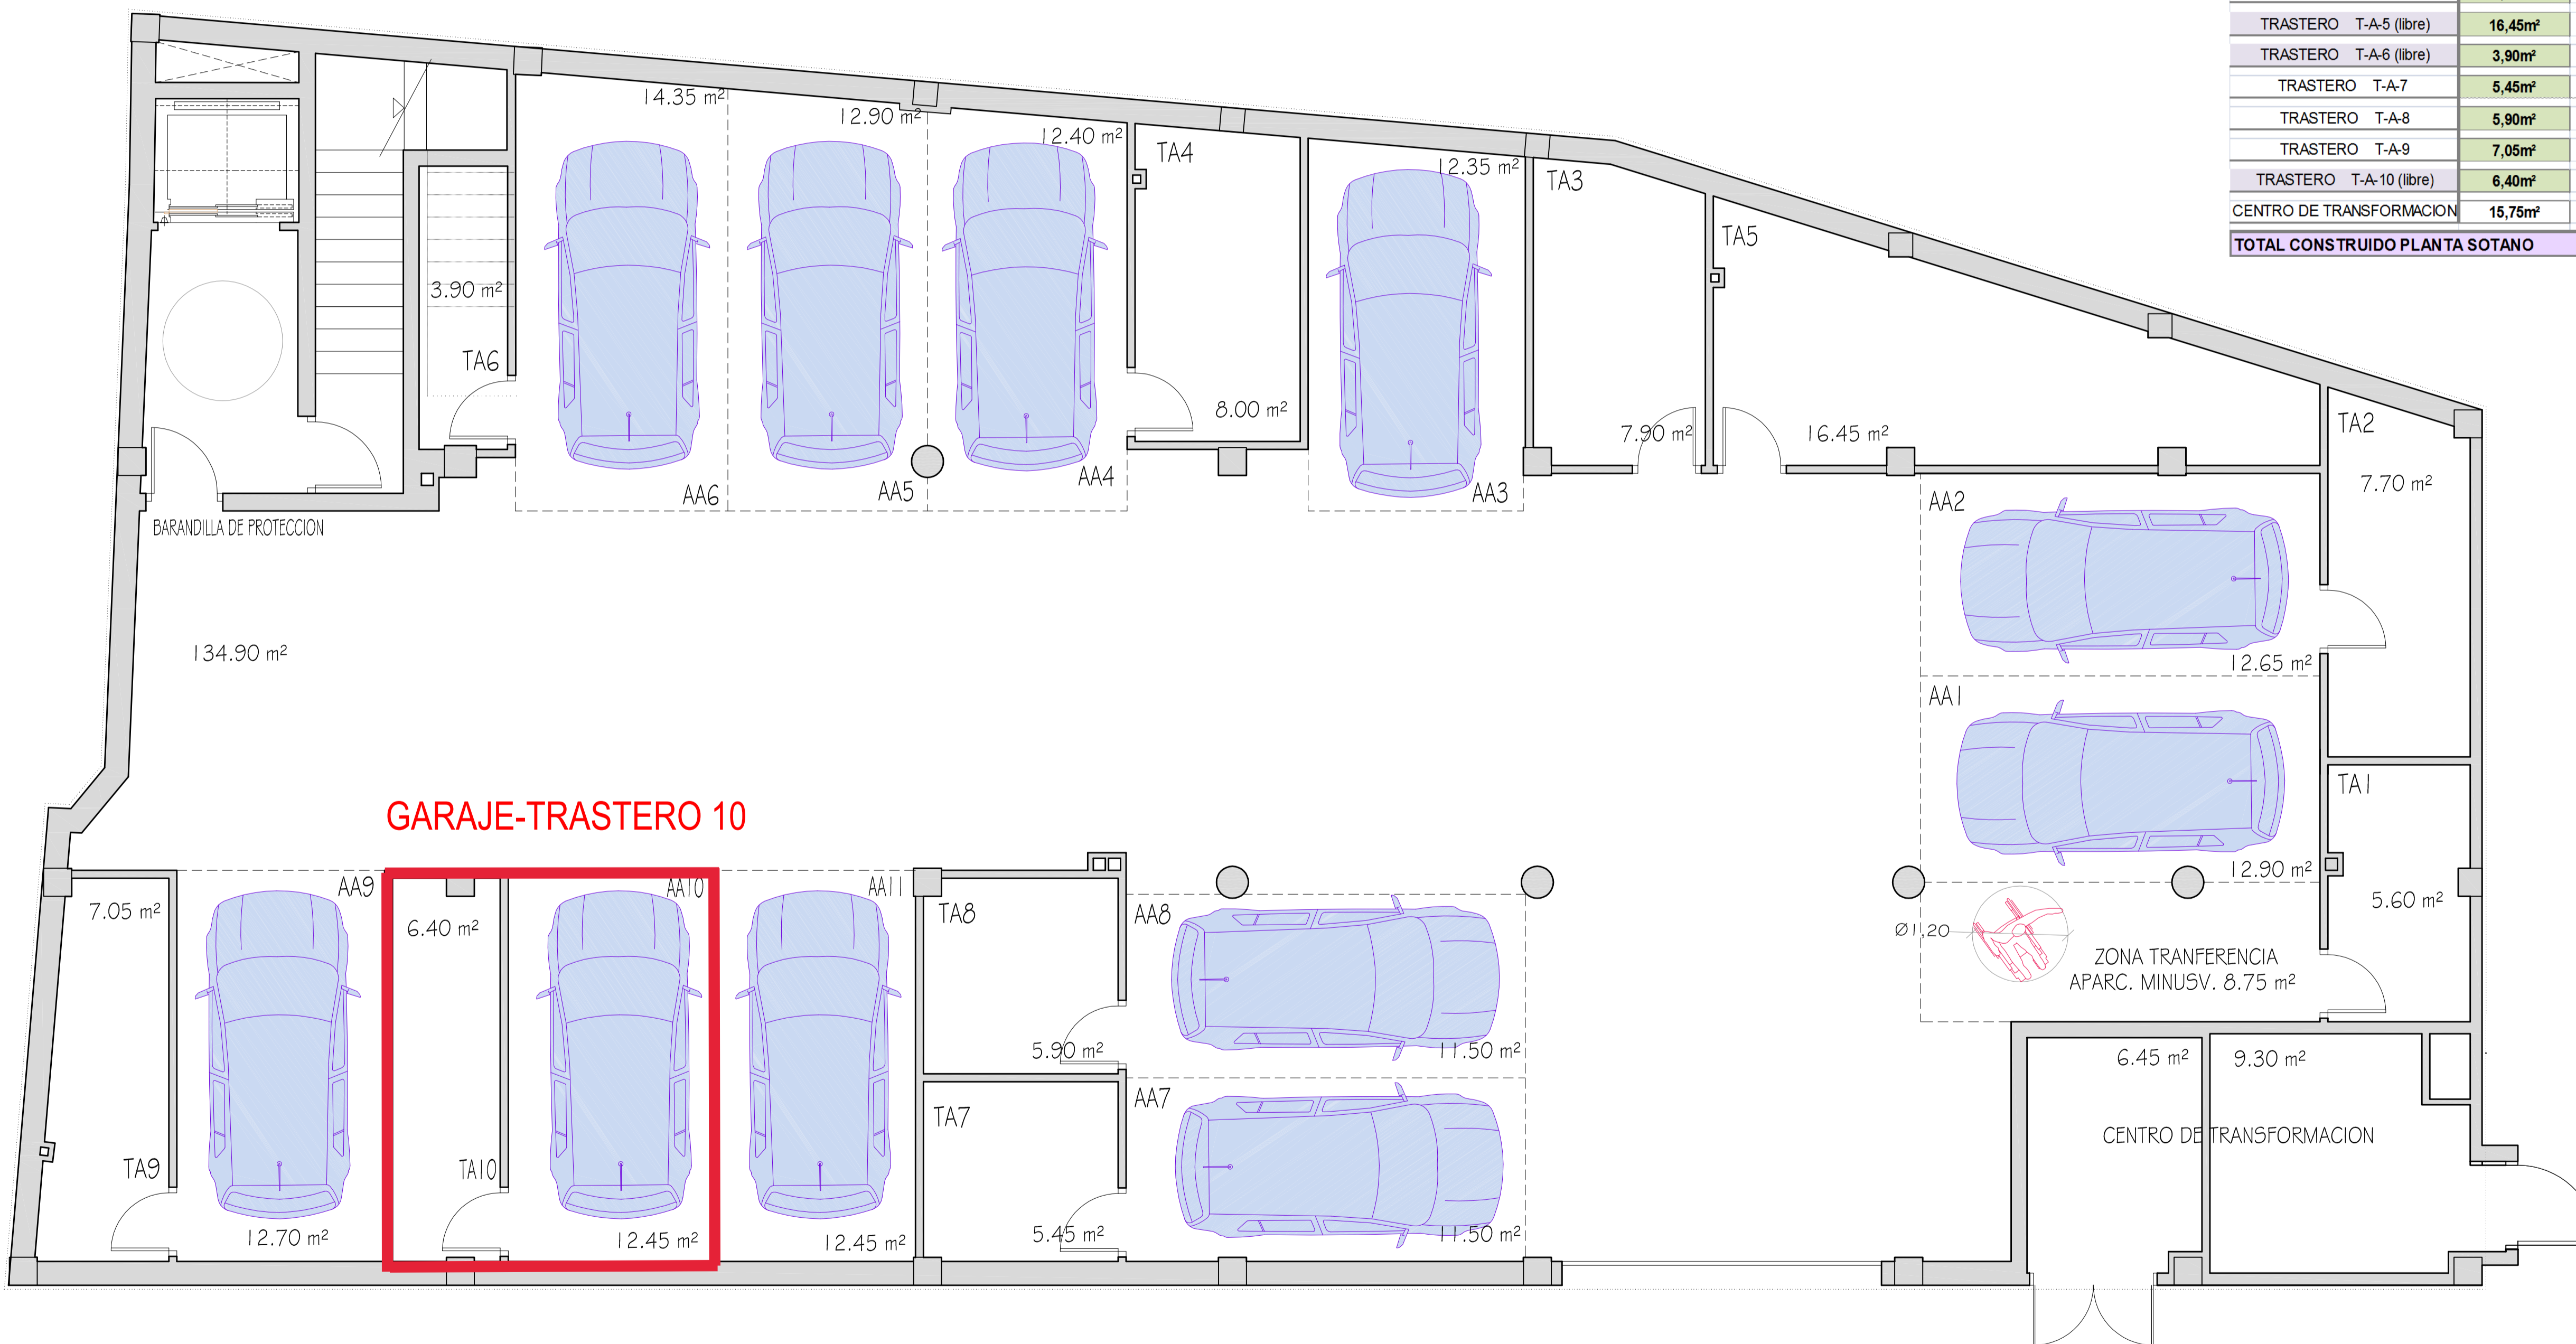 TRASTERO T-A-5 (libre) 16,45m²
TRASTERO T-A-6 (libre) 3,90m²
TRASTERO T-A-7 5,45m²
TRASTERO T-A-8 5,90m²
TRASTERO T-A-9 7,05m²
TRASTERO T-A-10 (libre) 6,40m²
CENTRO DE TRANSFORMACION 15,75m²
TOTAL CONSTRUIDO PLANTA SOTANO
14.35 m²
12.90 m²
12.40 m²
TA4
12.35 m²
TA3
TA5
3.90 m²
TA6
8.00 m²
7.90 m²
16.45 m²
TA2
7.70 m²
AA6
AA5
AA4
AA3
AA2
BARANDILLA DE PROTECCION
134.90 m²
12.65 m²
AA1
TA1
GARAJE-TRASTERO 10
12.90 m²
5.60 m²
AA9
AA10
AA11
7.05 m²
6.40 m²
TA8
AA8
Ø1,20
ZONA TRANFERENCIA
APARC. MINUSV. 8.75 m²
5.90 m²
11.50 m²
6.45 m²
9.30 m²
AA7
TA7
CENTRO DE TRANSFORMACION
TA9
TA10
12.70 m²
12.45 m²
12.45 m²
5.45 m²
11.50 m²